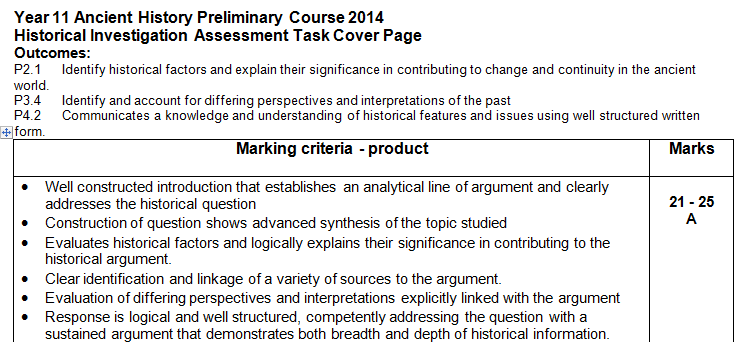 Year 11 Ancient History Preliminary Course 2014
Historical Investigation Assessment Task Cover Page
Outcomes:
P2.1 Identify historical factors and explain their significance in contributing to change and continuity in the ancient
world.
P3.4 Identify and account for differing perspectives and interpretations of the past
P4.2 Communicates a knowledge and understanding of historical features and issues using well structured written
form.
Marking criteria - product Marks
• Well constructed introduction that establishes an analytical line of argument and clearly
addresses the historical question
21 - 25
A
• Construction of question shows advanced synthesis of the topic studied
• Evaluates historical factors and logically explains their significance in contributing to the
historical argument.
• Clear identification and linkage of a variety of sources to the argument.
• Evaluation of differing perspectives and interpretations explicitly linked with the argument
• Response is logical and well structured, competently addressing the question with a
sustained argument that demonstrates both breadth and depth of historical information.